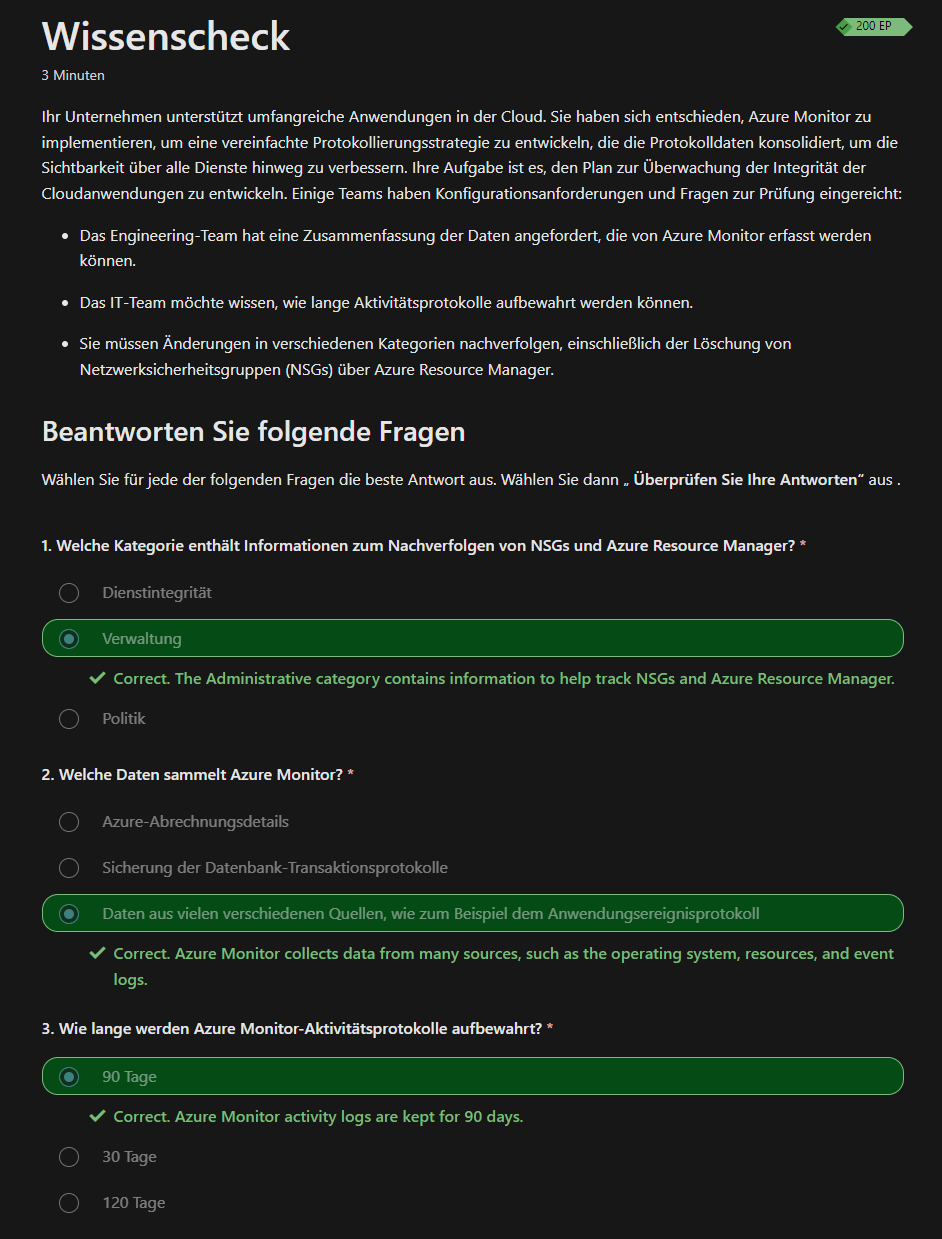 Wissenscheck
200 EP
3 Minuten
Ihr Unternehmen unterstützt umfangreiche Anwendungen in der Cloud. Sie haben sich entschieden, Azure Monitor zu
implementieren, um eine vereinfachte Protokollierungsstrategie zu entwickeln, die die Protokolldaten konsolidiert, um die
Sichtbarkeit über alle Dienste hinweg zu verbessern. Ihre Aufgabe ist es, den Plan zur Überwachung der Integrität der
Cloudanwendungen zu entwickeln. Einige Teams haben Konfigurationsanforderungen und Fragen zur Prüfung eingereicht:
• Das Engineering-Team hat eine Zusammenfassung der Daten angefordert, die von Azure Monitor erfasst werden
können.
• Das IT-Team möchte wissen, wie lange Aktivitätsprotokolle aufbewahrt werden können.
• Sie müssen Änderungen in verschiedenen Kategorien nachverfolgen, einschließlich der Löschung von
Netzwerksicherheitsgruppen (NSGs) über Azure Resource Manager.
Beantworten Sie folgende Fragen
Wählen Sie für jede der folgenden Fragen die beste Antwort aus. Wählen Sie dann „ Überprüfen Sie Ihre Antworten“ aus .
1. Welche Kategorie enthält Informationen zum Nachverfolgen von NSGs und Azure Resource Manager? *
Dienstintegrität
Verwaltung
Correct. The Administrative category contains information to help track NSGs and Azure Resource Manager.
Politik
2. Welche Daten sammelt Azure Monitor? *
Azure-Abrechnungsdetails
Sicherung der Datenbank-Transaktionsprotokolle
Daten aus vielen verschiedenen Quellen, wie zum Beispiel dem Anwendungsereignisprotokoll
Correct. Azure Monitor collects data from many sources, such as the operating system, resources, and event
logs.
3. Wie lange werden Azure Monitor-Aktivitätsprotokolle aufbewahrt? *
90 Tage
Correct. Azure Monitor activity logs are kept for 90 days.
30 Tage
120 Tage